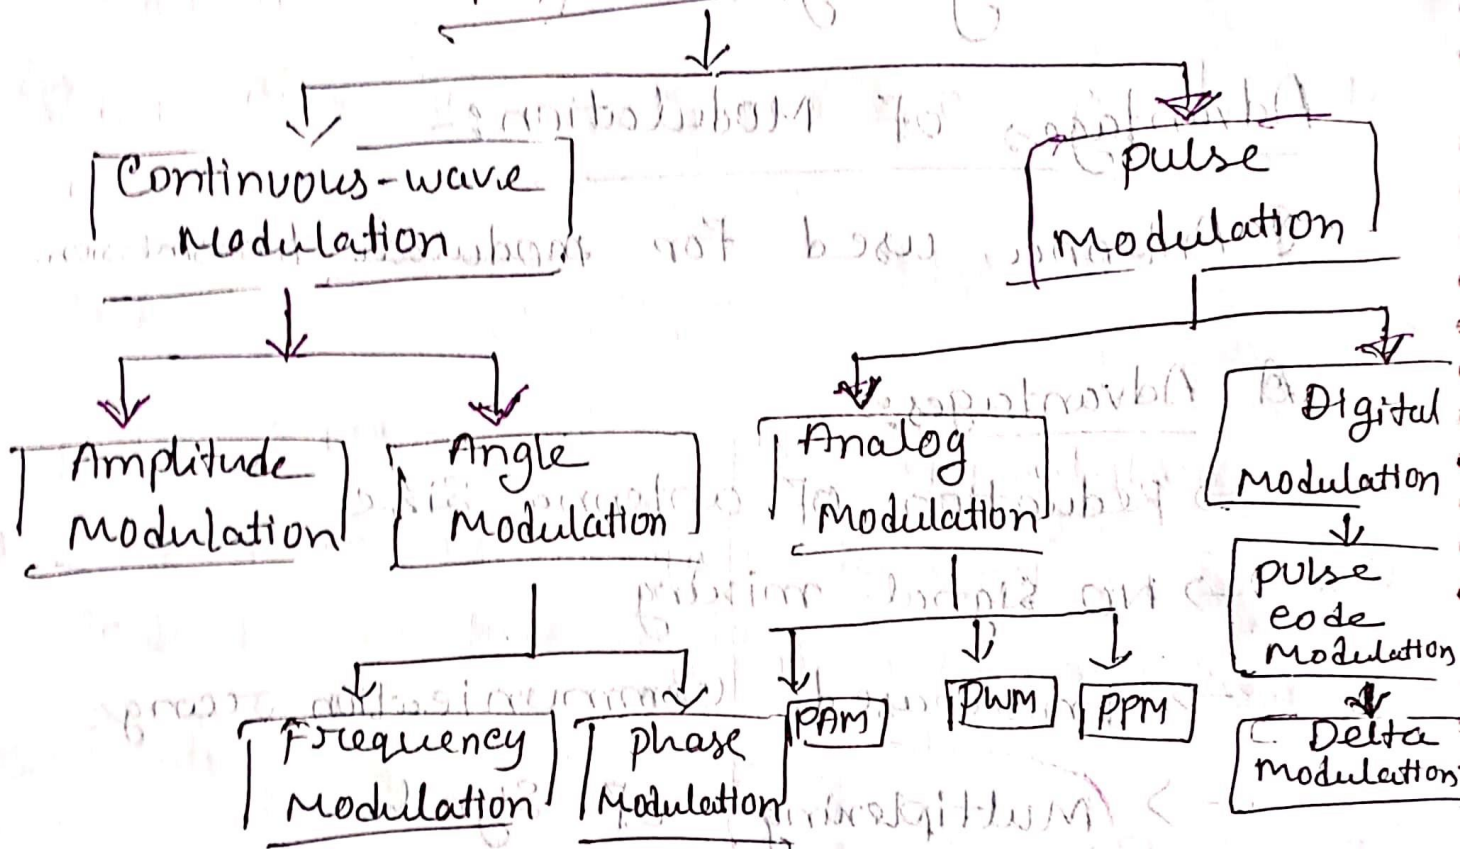 Continuous-wave
Modulation
pulse
Modulation
Amplitude
Modulation
Angle
Modulation
Analog
Modulation
Digital
Modulation
pulse
code
Modulation
Delta
Modulation
Frequency
Modulation
phase
Modulation
PAM
PWM
PPM